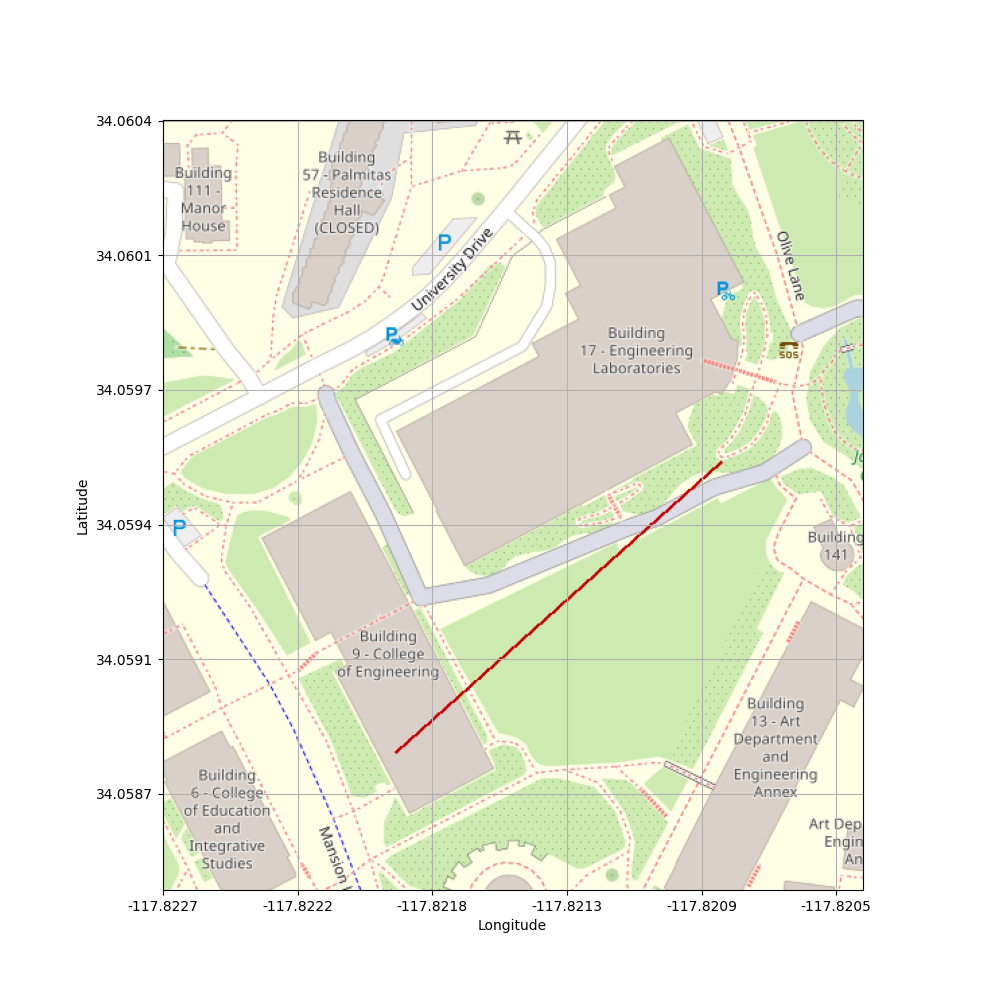 34.0604
34.0601
34.0597
34.0594
34.0591
34.0587
Latitude
Building
111 -
Manor
House
Building
57 - Palmitas
Residence
Hall
(CLOSED)
P
University Drive
P
P
Olive Lane
SOS
Building
17 - Engineering
Laboratories
P
Building
9 - College
of Engineering
Building
141
Building
13 - Art
Department
and
Engineering
Annex
Building
6 - College
of Education
and
Integrative
Studies
Mansion
Art Dep
Engin
An
-117.8227
-117.8222
-117.8218
-117.8213
-117.8209
-117.8205
Longitude